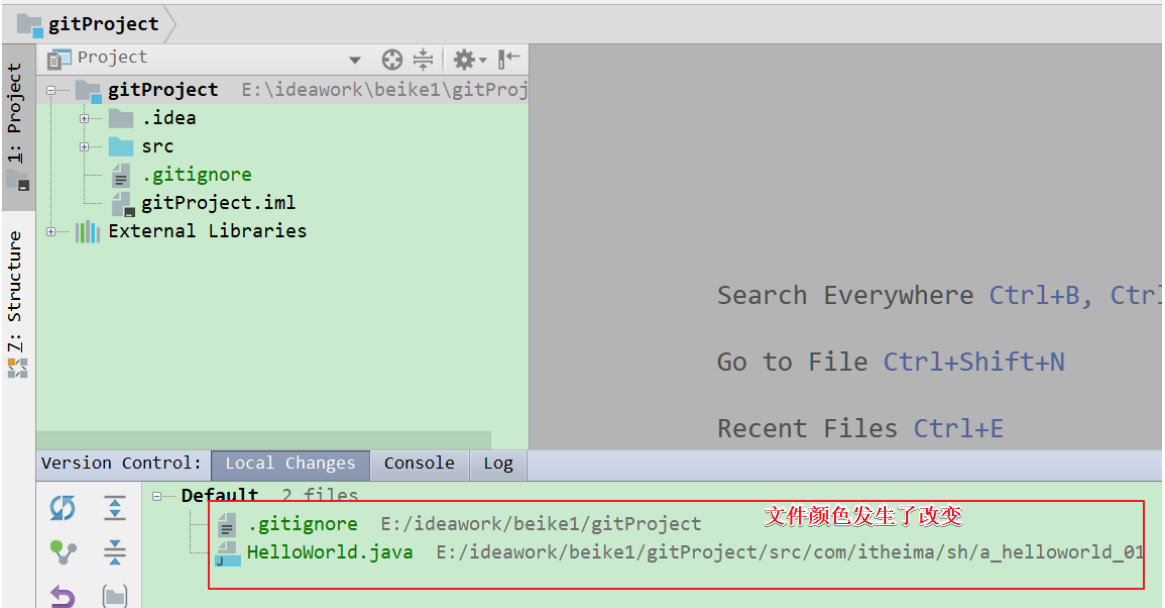 gitProject
Project
gitProject E:\ideawork\beike1\gitProj
.idea
src
.gitignore
gitProject.iml
External Libraries
1: Project
Z: Structure
Search Everywhere Ctrl+B, Ctrl
Go to File Ctrl+Shift+N
Recent Files Ctrl+E
Version Control: Local Changes Console Log
Default 2 files
.gitignore E:/ideawork/beike1/gitProject
文件颜色发生了改变
HelloWorld.java E:/ideawork/beike1/gitProject/src/com/itheima/sh/a_helloworld_01